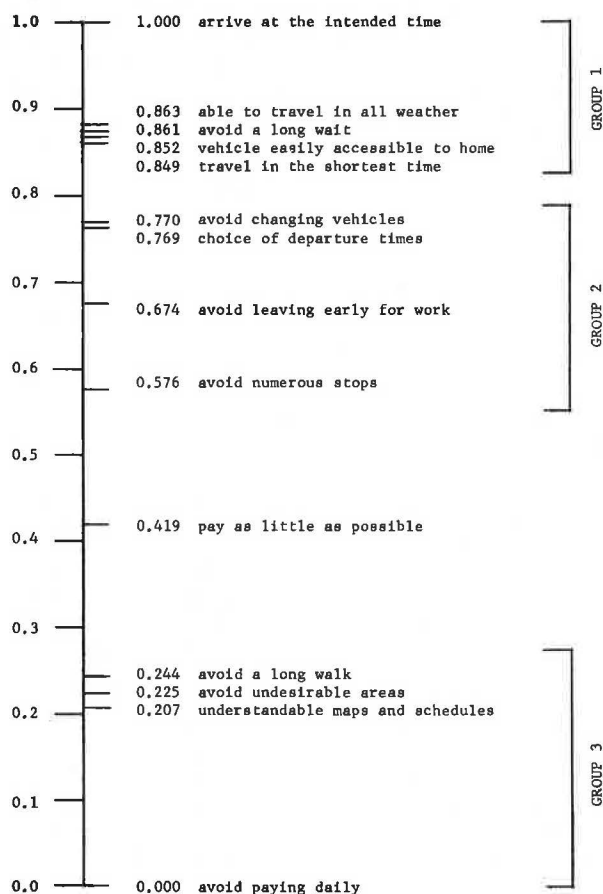 1.0 1.000 arrive at the intended time
0.9
0.863 able to travel in all weather
0.861 avoid a long wait
0.852 vehicle easily accessible to home
0.849 travel in the shortest time
GROUP 1
0.8
0.770 avoid changing vehicles
0.769 choice of departure times
0.7
0.674 avoid leaving early for work
GROUP 2
0.6
0.576 avoid numerous stops
0.5
0.419 pay as little as possible
0.4
0.3
0.244 avoid a long walk
0.225 avoid undesirable areas
0.2 0.207 understandable maps and schedules
GROUP 3
0.1
0.0 0.000 avoid paying daily